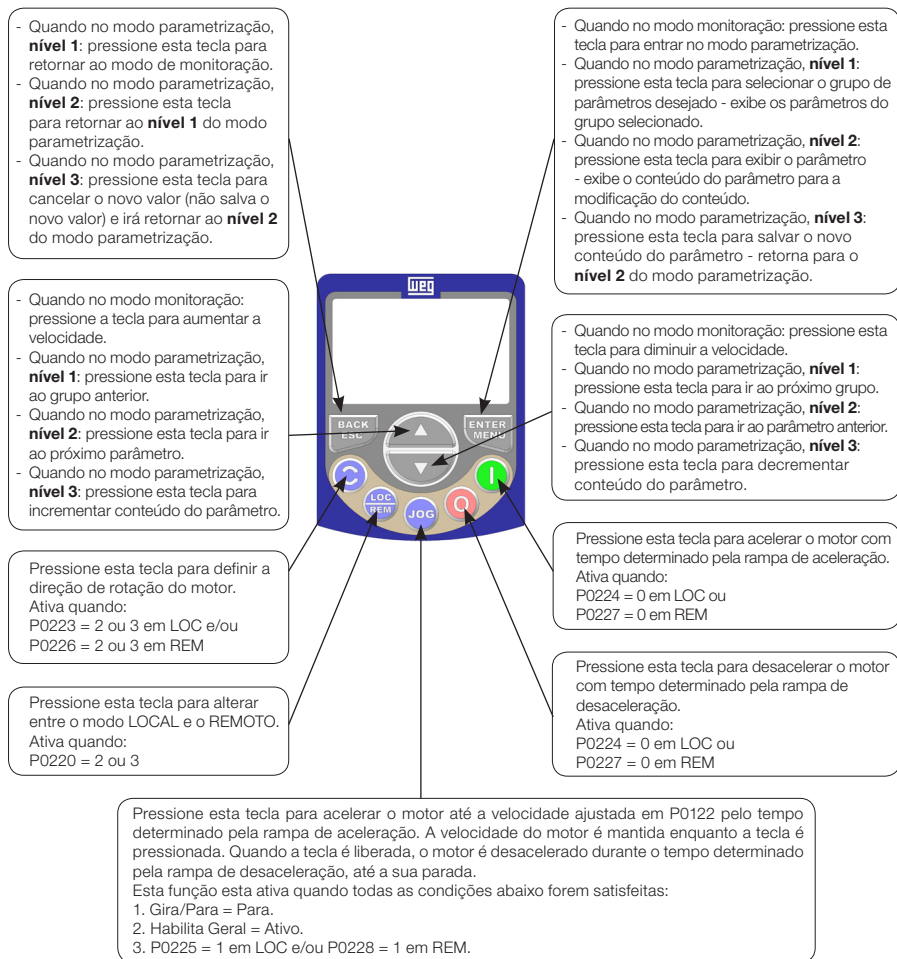 - Quando no modo parametrização,
nível 1: pressione esta tecla para
retornar ao modo de monitoração.
- Quando no modo parametrização,
nível 2: pressione esta tecla
para retornar ao nível 1 do modo
parametrização.
- Quando no modo parametrização,
nível 3: pressione esta tecla para
cancelar o novo valor (não salva o
novo valor) e irá retornar ao nível 2
do modo parametrização.
- Quando no modo monitoração: pressione esta
tecla para entrar no modo parametrização.
- Quando no modo parametrização, nível 1:
pressione esta tecla para selecionar o grupo de
parâmetros desejado - exibe os parâmetros do
grupo selecionado.
- Quando no modo parametrização, nível 2:
pressione esta tecla para exibir o parâmetro
- exibe o conteúdo do parâmetro para a
modificação do conteúdo.
- Quando no modo parametrização, nível 3:
pressione esta tecla para salvar o novo
conteúdo do parâmetro - retorna para o
nível 2 do modo parametrização.
- Quando no modo monitoração:
pressione a tecla para aumentar a
velocidade.
- Quando no modo parametrização,
nível 1: pressione esta tecla para ir
ao grupo anterior.
- Quando no modo parametrização,
nível 2: pressione esta tecla para ir
ao próximo parâmetro.
- Quando no modo parametrização,
nível 3: pressione esta tecla para
incrementar conteúdo do parâmetro.
weg
BACK
ESC
ENTER
MENU
LOC
REM
JOG
- Quando no modo monitoração: pressione esta
tecla para diminuir a velocidade.
- Quando no modo parametrização, nível 1:
pressione esta tecla para ir ao próximo grupo.
- Quando no modo parametrização, nível 2:
pressione esta tecla para ir ao parâmetro anterior.
- Quando no modo parametrização, nível 3:
pressione esta tecla para decrementar
conteúdo do parâmetro.
Pressione esta tecla para definir a
direção de rotação do motor.
Ativa quando:
P0223 = 2 ou 3 em LOC e/ou
P0226 = 2 ou 3 em REM
Pressione esta tecla para acelerar o motor com
tempo determinado pela rampa de aceleração.
Ativa quando:
P0224 = 0 em LOC ou
P0227 = 0 em REM
Pressione esta tecla para alterar
entre o modo LOCAL e o REMOTO.
Ativa quando:
P0220 = 2 ou 3
Pressione esta tecla para desacelerar o motor
com tempo determinado pela rampa de
desaceleração.
Ativa quando:
P0224 = 0 em LOC ou
P0227 = 0 em REM
Pressione esta tecla para acelerar o motor até a velocidade ajustada em P0122 pelo tempo
determinado pela rampa de aceleração. A velocidade do motor é mantida enquanto a tecla é
pressionada. Quando a tecla é liberada, o motor é desacelerado durante o tempo determinado
pela rampa de desaceleração, até a sua parada.
Esta função esta ativa quando todas as condições abaixo forem satisfeitas:
1. Gira/Para = Para.
2. Habilita Geral = Ativo.
3. P0225 = 1 em LOC e/ou P0228 = 1 em REM.